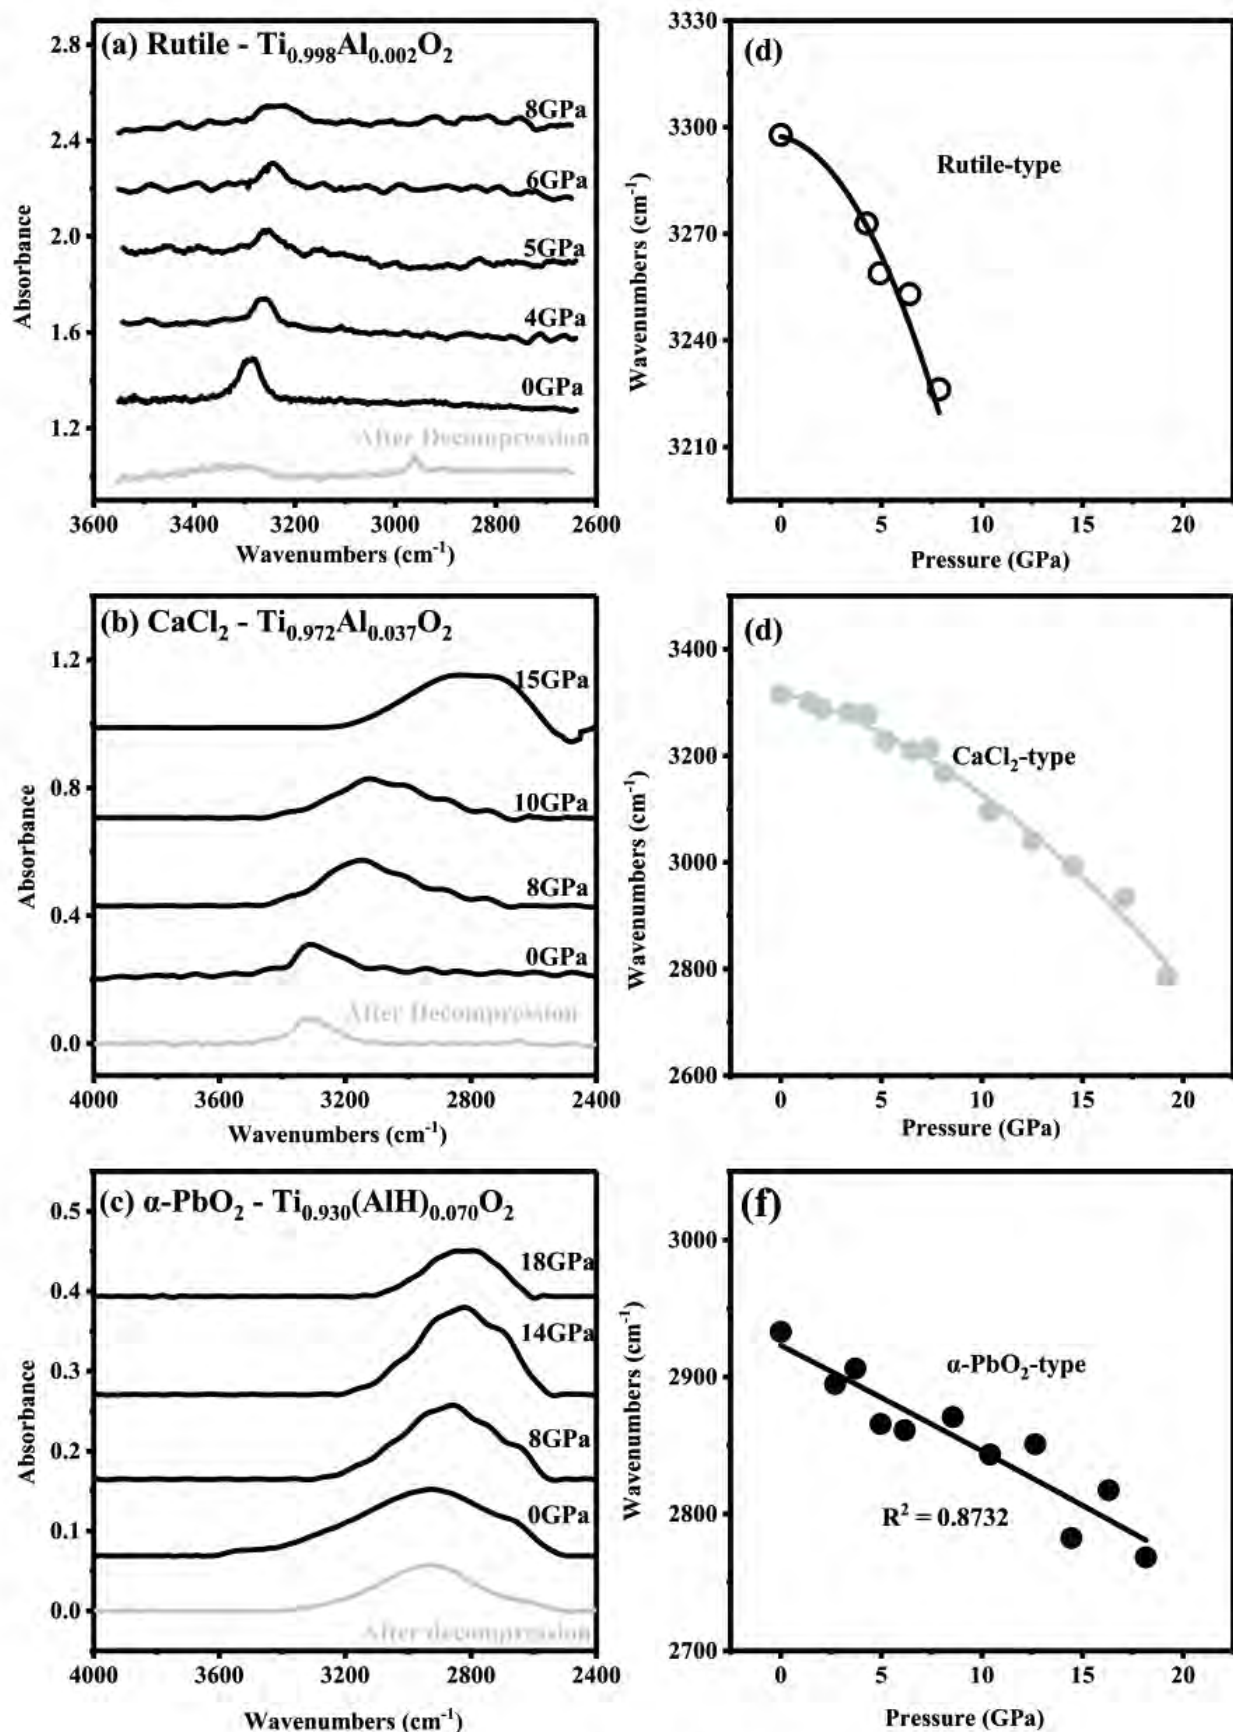 (a) Rutile - Ti0.998Al0.002O2
2.8
2.4
2.0
1.6
1.2
Absorbance
8GPa
6GPa
5GPa
4GPa
0GPa
After Decompression
3600
3200
2800
2600
Wavenumbers (cm-1)
(d)
3330
3300
3270
3240
3210
Wavenumbers (cm-1)
Rutile-type
0
5
10
15
20
Pressure (GPa)
(b) CaCl2 - Ti0.972Al0.037O2
1.2
0.8
0.4
0.0
Absorbance
15GPa
10GPa
8GPa
0GPa
After Decompression
4000
3600
3200
2800
2400
Wavenumbers (cm-1)
(d)
3400
3200
3000
2800
2600
Wavenumbers (cm-1)
CaCl2-type
0
5
10
15
20
Pressure (GPa)
(c) α-PbO2 - Ti0.930(AlH)0.070O2
0.5
0.4
0.3
0.2
0.1
0.0
Absorbance
18GPa
14GPa
8GPa
0GPa
After decompression
4000
3600
3200
2800
2400
Wavenumbers (cm-1)
(f)
3000
2900
2800
2700
Wavenumbers (cm-1)
α-PbO2-type
R2 = 0.8732
0
5
10
15
20
Pressure (GPa)